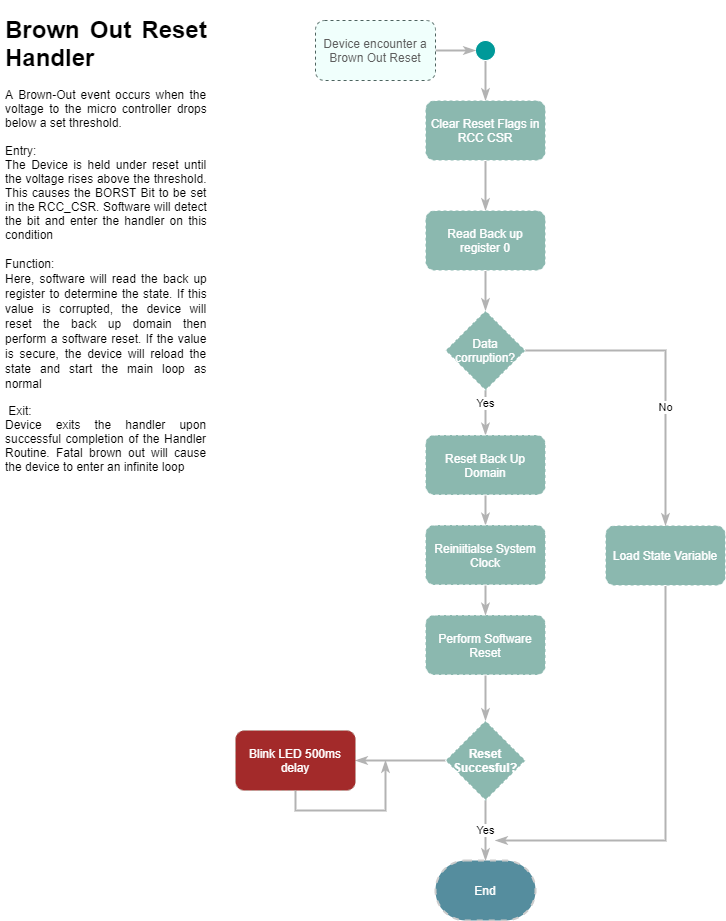 Brown Out Reset
Handler
A Brown-Out event occurs when the
voltage to the micro controller drops
below a set threshold.
Entry:
The Device is held under reset until
the voltage rises above the threshold.
This causes the BORST Bit to be set
in the RCC_CSR. Software will detect
the bit and enter the handler on this
condition
Function:
Here, software will read the back up
register to determine the state. If this
value is corrupted, the device will
reset the back up domain then
perform a software reset. If the value
is secure, the device will reload the
state and start the main loop as
normal
Exit:
Device exits the handler upon
successful completion of the Handler
Routine. Fatal brown out will cause
the device to enter an infinite loop
Device encounter a
Brown Out Reset
Clear Reset Flags in
RCC CSR
Read Back up
register 0
Data
corruption?
Yes
No
Reset Back Up
Domain
Reiniitialse System
Clock
Load State Variable
Perform Software
Reset
Reset
Succesful?
Blink LED 500ms
delay
Yes
End